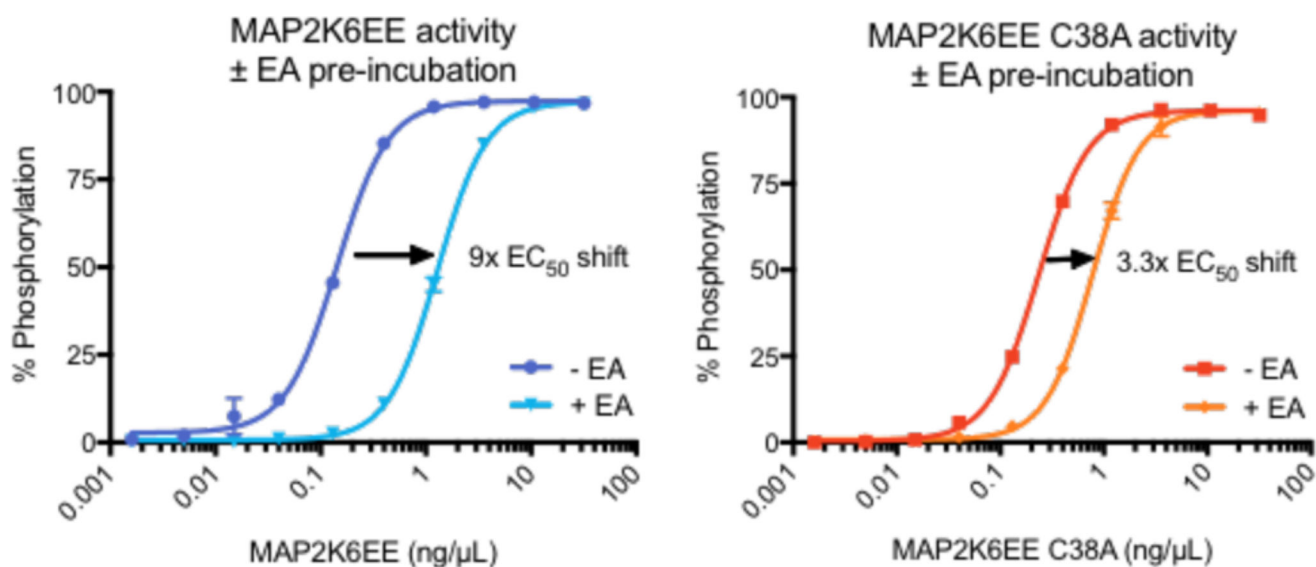 MAP2K6EE activity
± EA pre-incubation
100
75
50
25
0
% Phosphorylation
9x EC₅₀ shift
- EA
+ EA
0.001
0.01
0.1
1
10
100
MAP2K6EE (ng/µL)
MAP2K6EE C38A activity
± EA pre-incubation
100
75
50
25
0
% Phosphorylation
3.3x EC₅₀ shift
- EA
+ EA
0.001
0.01
0.1
1
10
100
MAP2K6EE C38A (ng/µL)